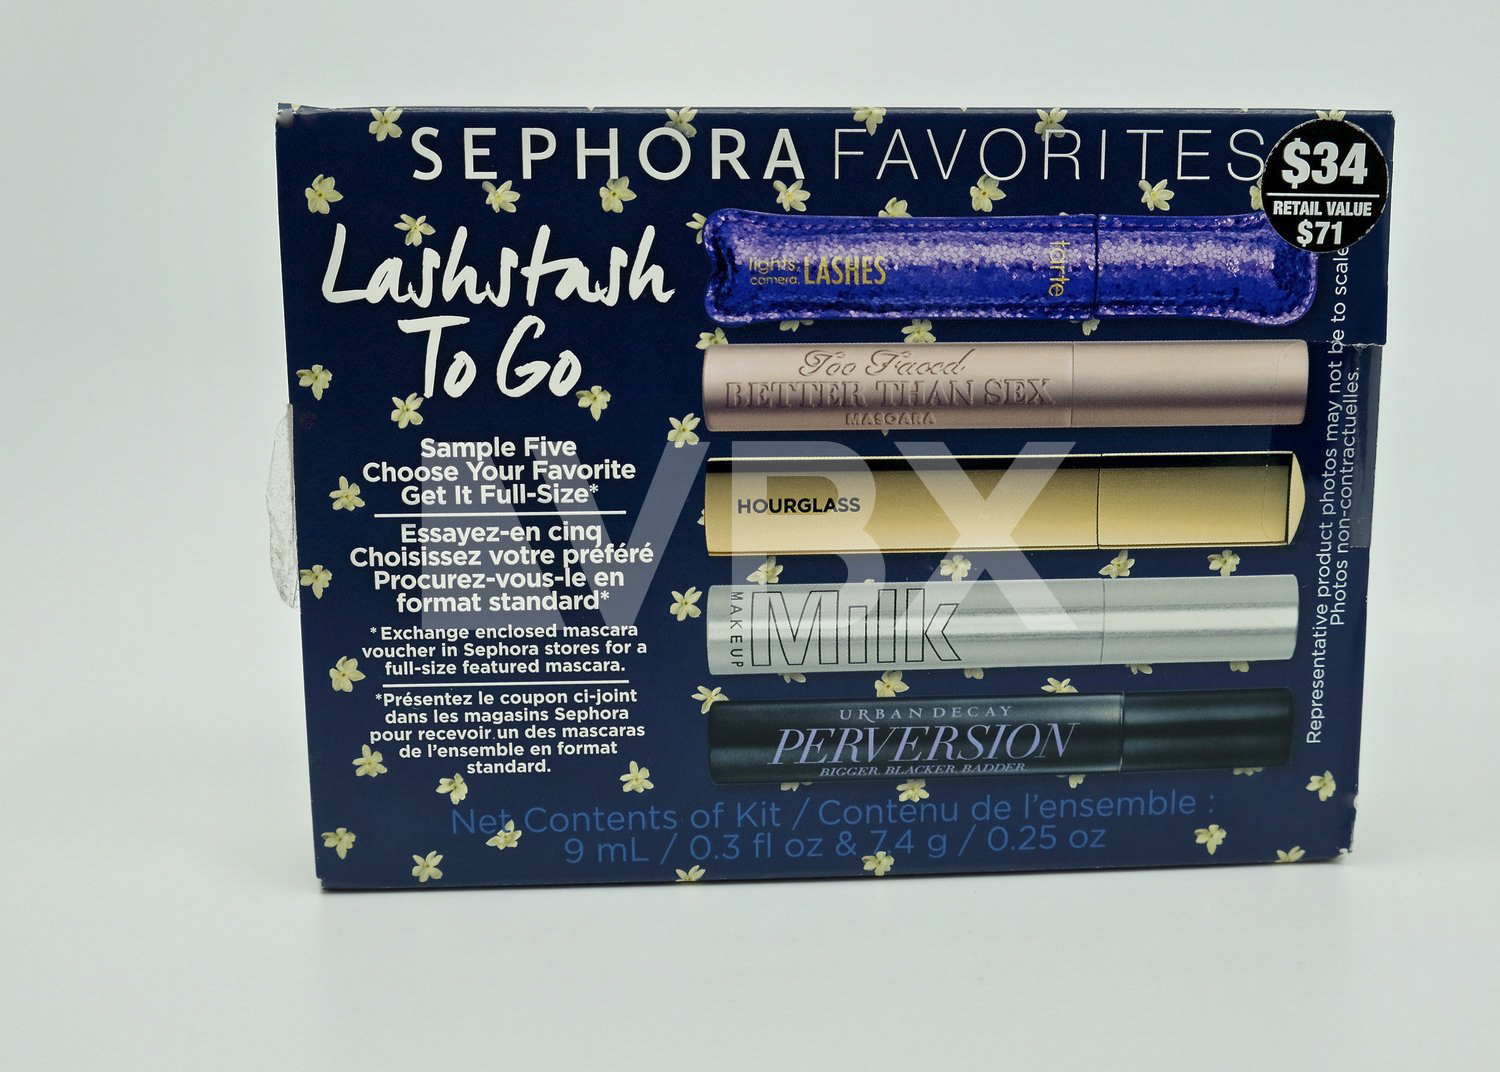 SEPHORA FAVORITES
$34
RETAIL VALUE
$71
Lashstash
To Go
Sample Five
Choose Your Favorite
Get It Full-Size*
Essayez-en cinq
Choisissez votre préféré
Procurez-vous-le en
format standard*
*Exchange enclosed mascara
voucher in Sephora stores for a
full-size featured mascara.
*Présentez le coupon ci-joint
dans les magasins Sephora
pour recevoir un des mascaras
de l'ensemble en format
standard.
lights, camera, LASHES
tarte
Too Faced
BETTER THAN SEX
MASCARA
HOURGLASS
MAKEUP
Milk
URBAN DECAY
PERVERSION
BIGGER. BLACKER. BADDER.
Representative product photos may not be to scale.
Photos non-contractuelles.
Net Contents of Kit / Contenu de l'ensemble :
9 mL / 0.3 fl oz & 7.4 g / 0.25 oz